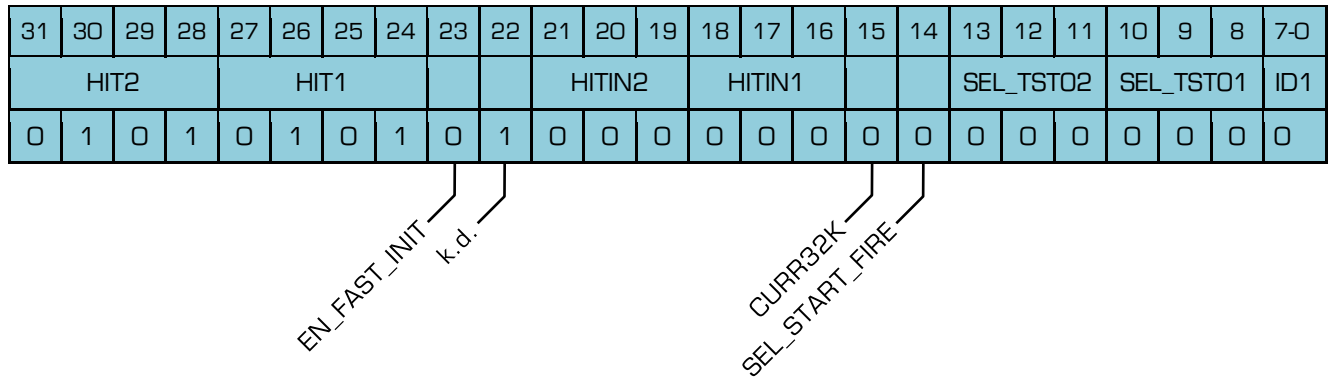 31 30 29 28 27 26 25 24 23 22 21 20 19 18 17 16 15 14 13 12 11 10 9 8 7-0
HIT2 HIT1 HITIN2 HITIN1 SEL_TSTO2 SEL_TSTO1 ID1
0 1 0 1 0 1 0 1 0 1 0 0 0 0 0 0 0 0 0 0 0 0 0 0 0
EN_FAST_INIT
k.d.
CURR32K
SEL_START_FIRE